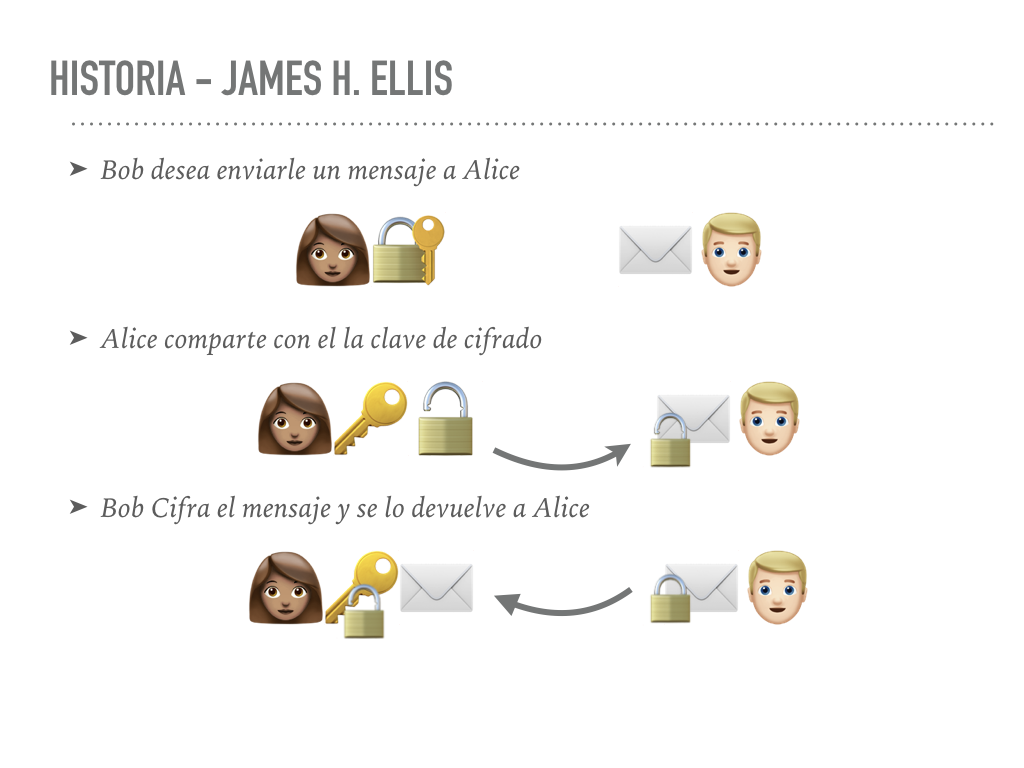 HISTORIA - JAMES H. ELLIS
➤ Bob desea enviarle un mensaje a Alice
➤ Alice comparte con el la clave de cifrado
➤ Bob Cifra el mensaje y se lo devuelve a Alice